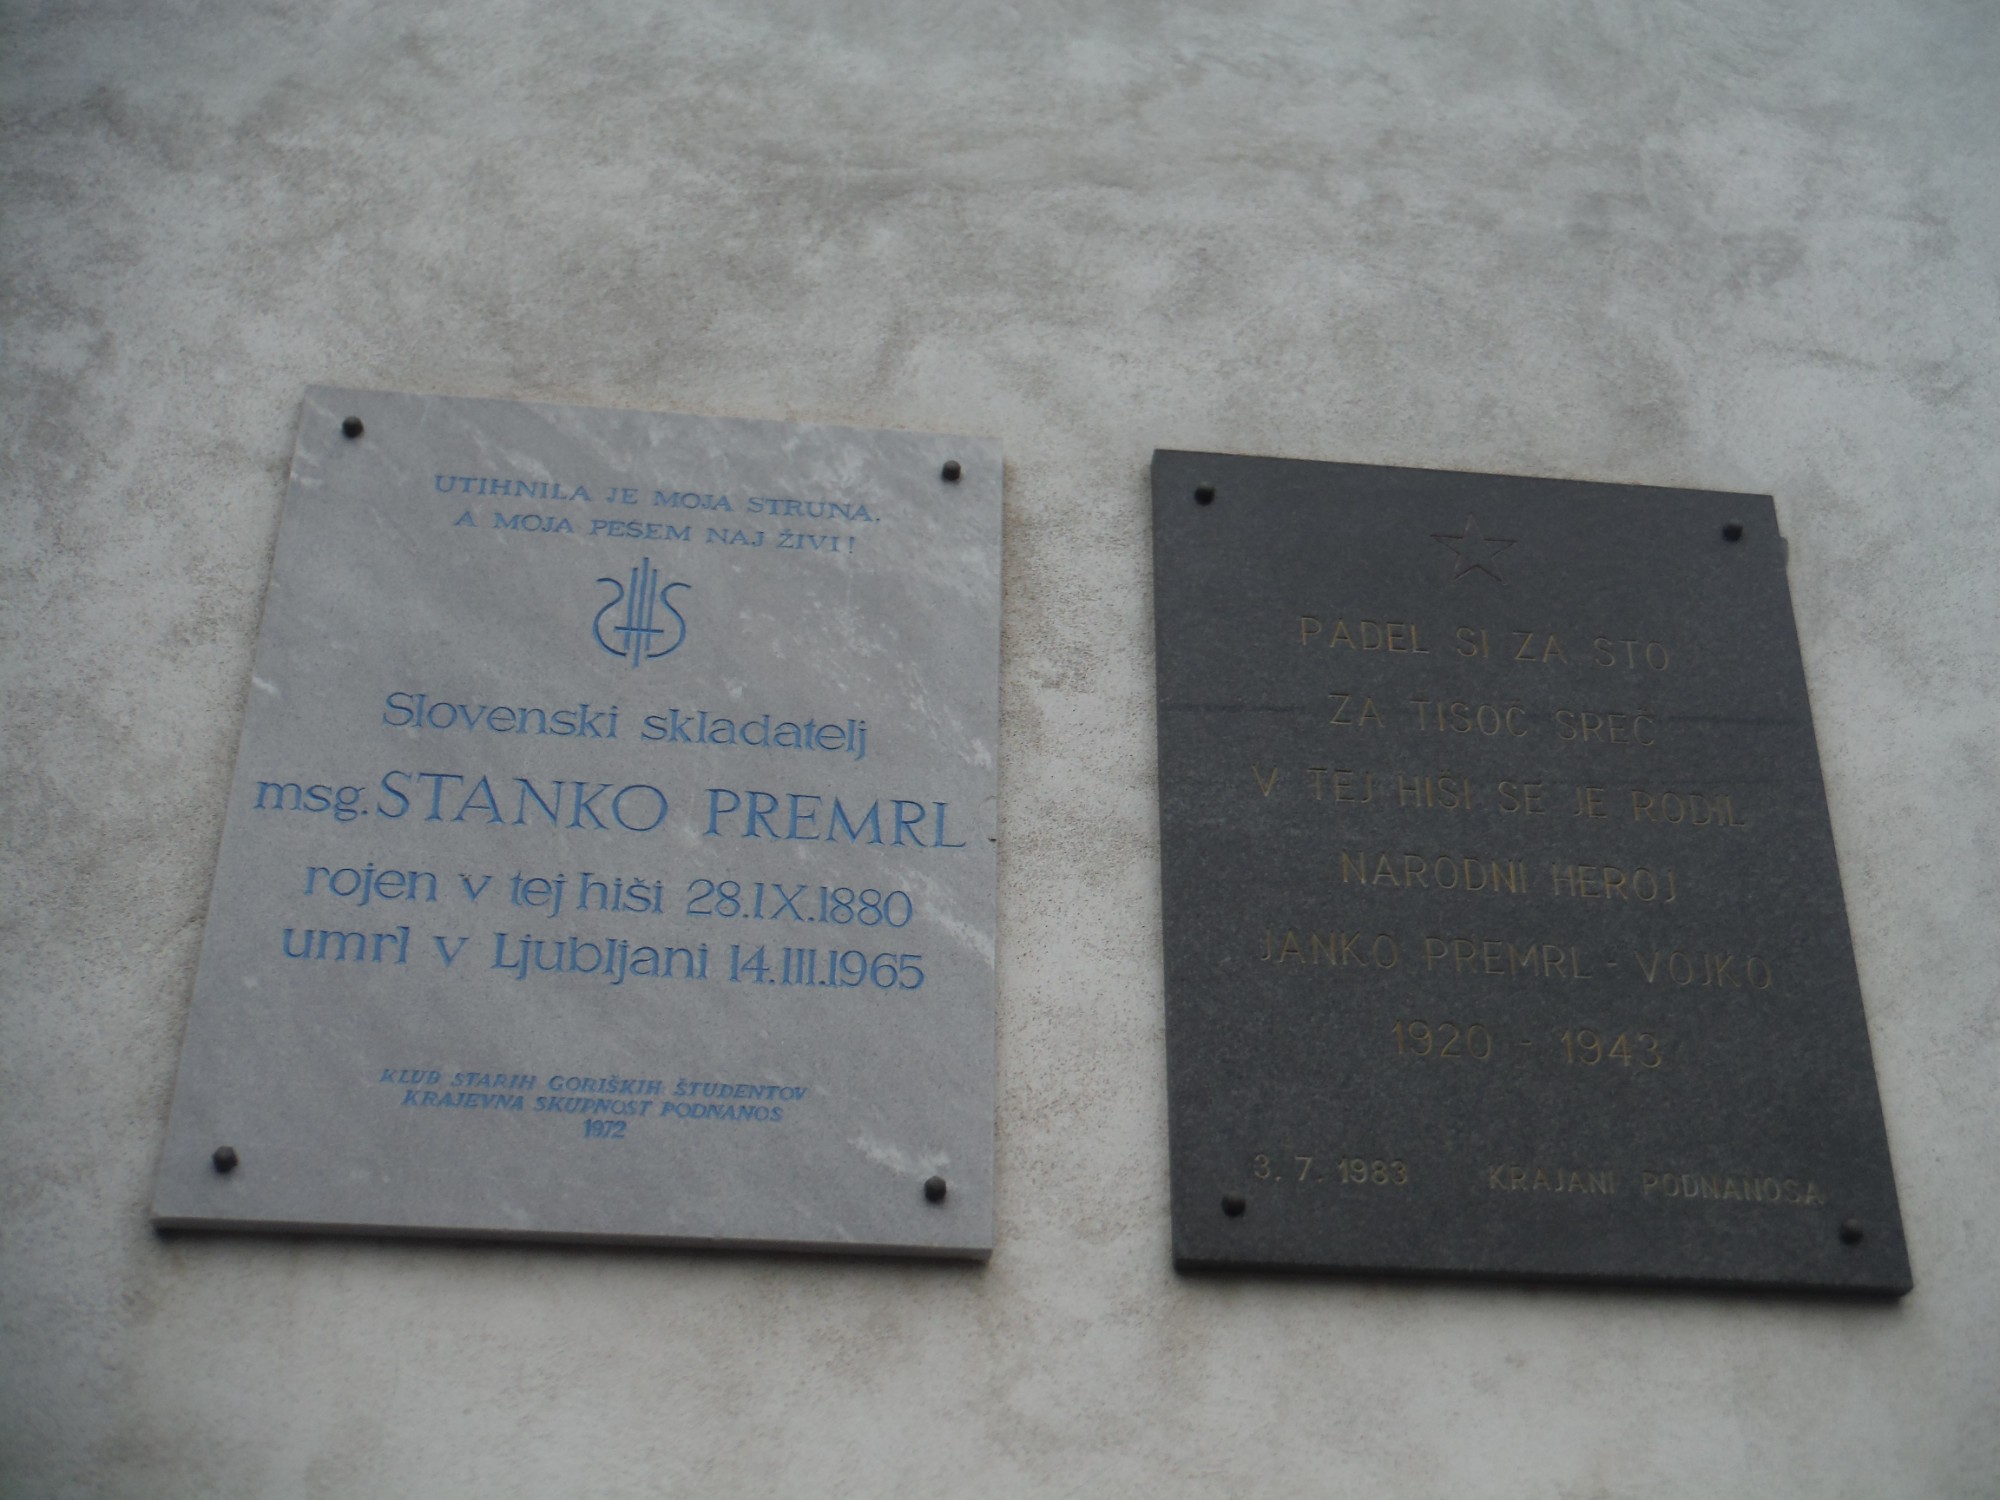 UTIHNILA JE MOJA STRUNA,
A MOJA PESEM NAJ ŽIVI!
Slovenski skladatelj
msg. STANKO PREMRL
rojen v tej hiši 28.IX.1880
umrl v Ljubljani 14.III.1965
KLUB STARIH GORIŠKIH ŠTUDENTOV
KRAJEVNA SKUPNOST PODNANOS
1972
PADEL SI ZA STO
ZA TISOČ SREČ
V TEJ HIŠI SE JE RODIL
NARODNI HEROJ
JANKO PREMRL - VOJKO
1920 - 1943
3. 7. 1983 KRAJANI PODNANOSA